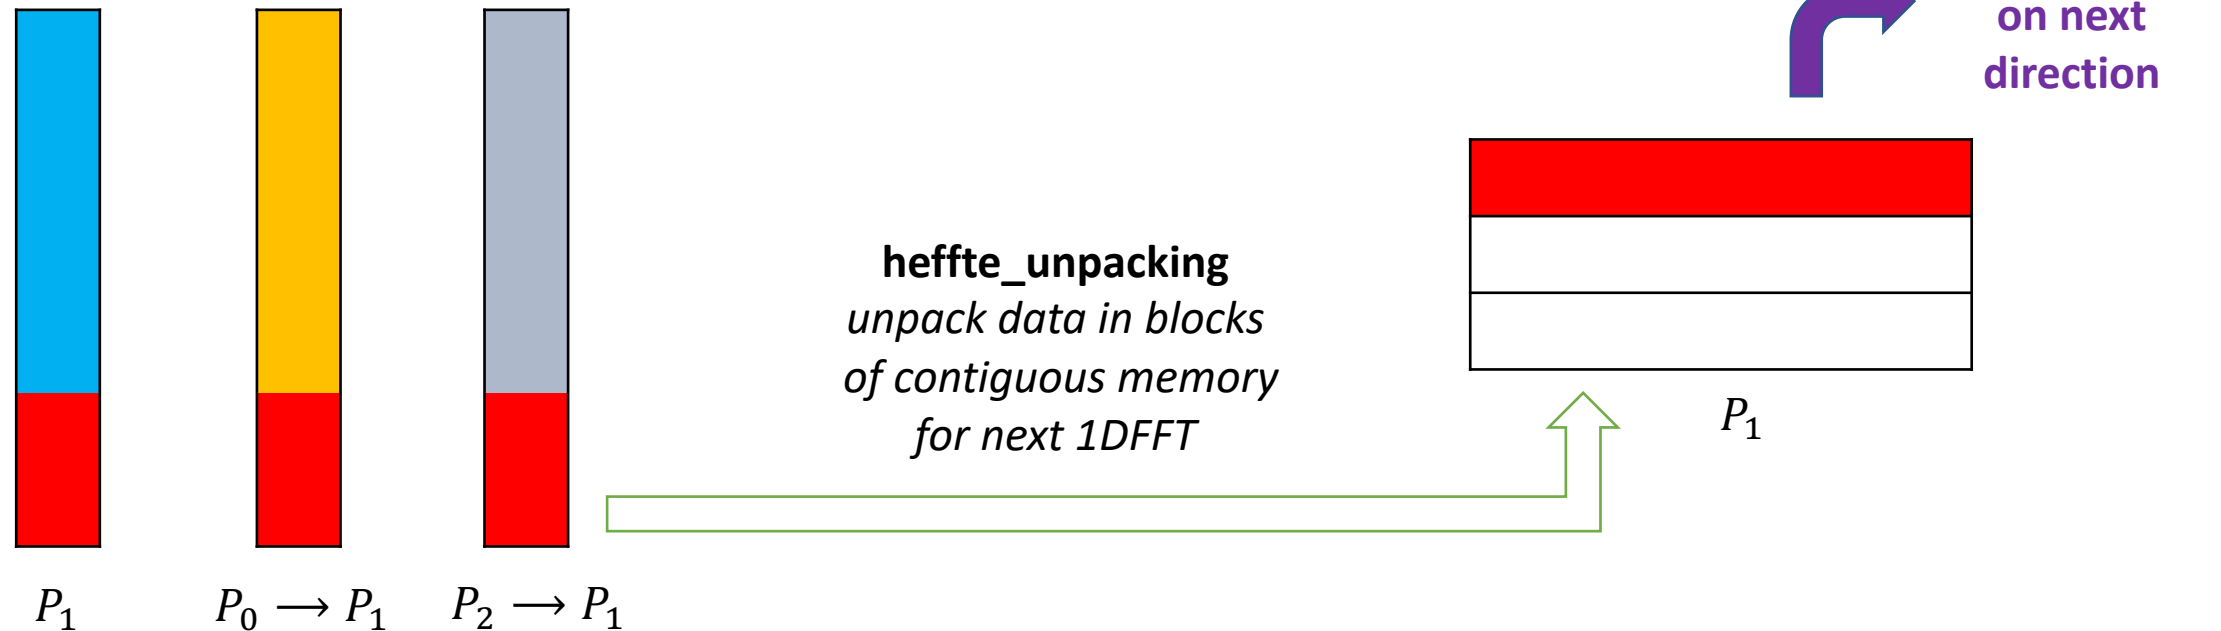 on next
direction
heffte_unpacking
unpack data in blocks
of contiguous memory
for next 1DFFT
P₁
P₁
P₀ ⟶ P₁
P₂ ⟶ P₁